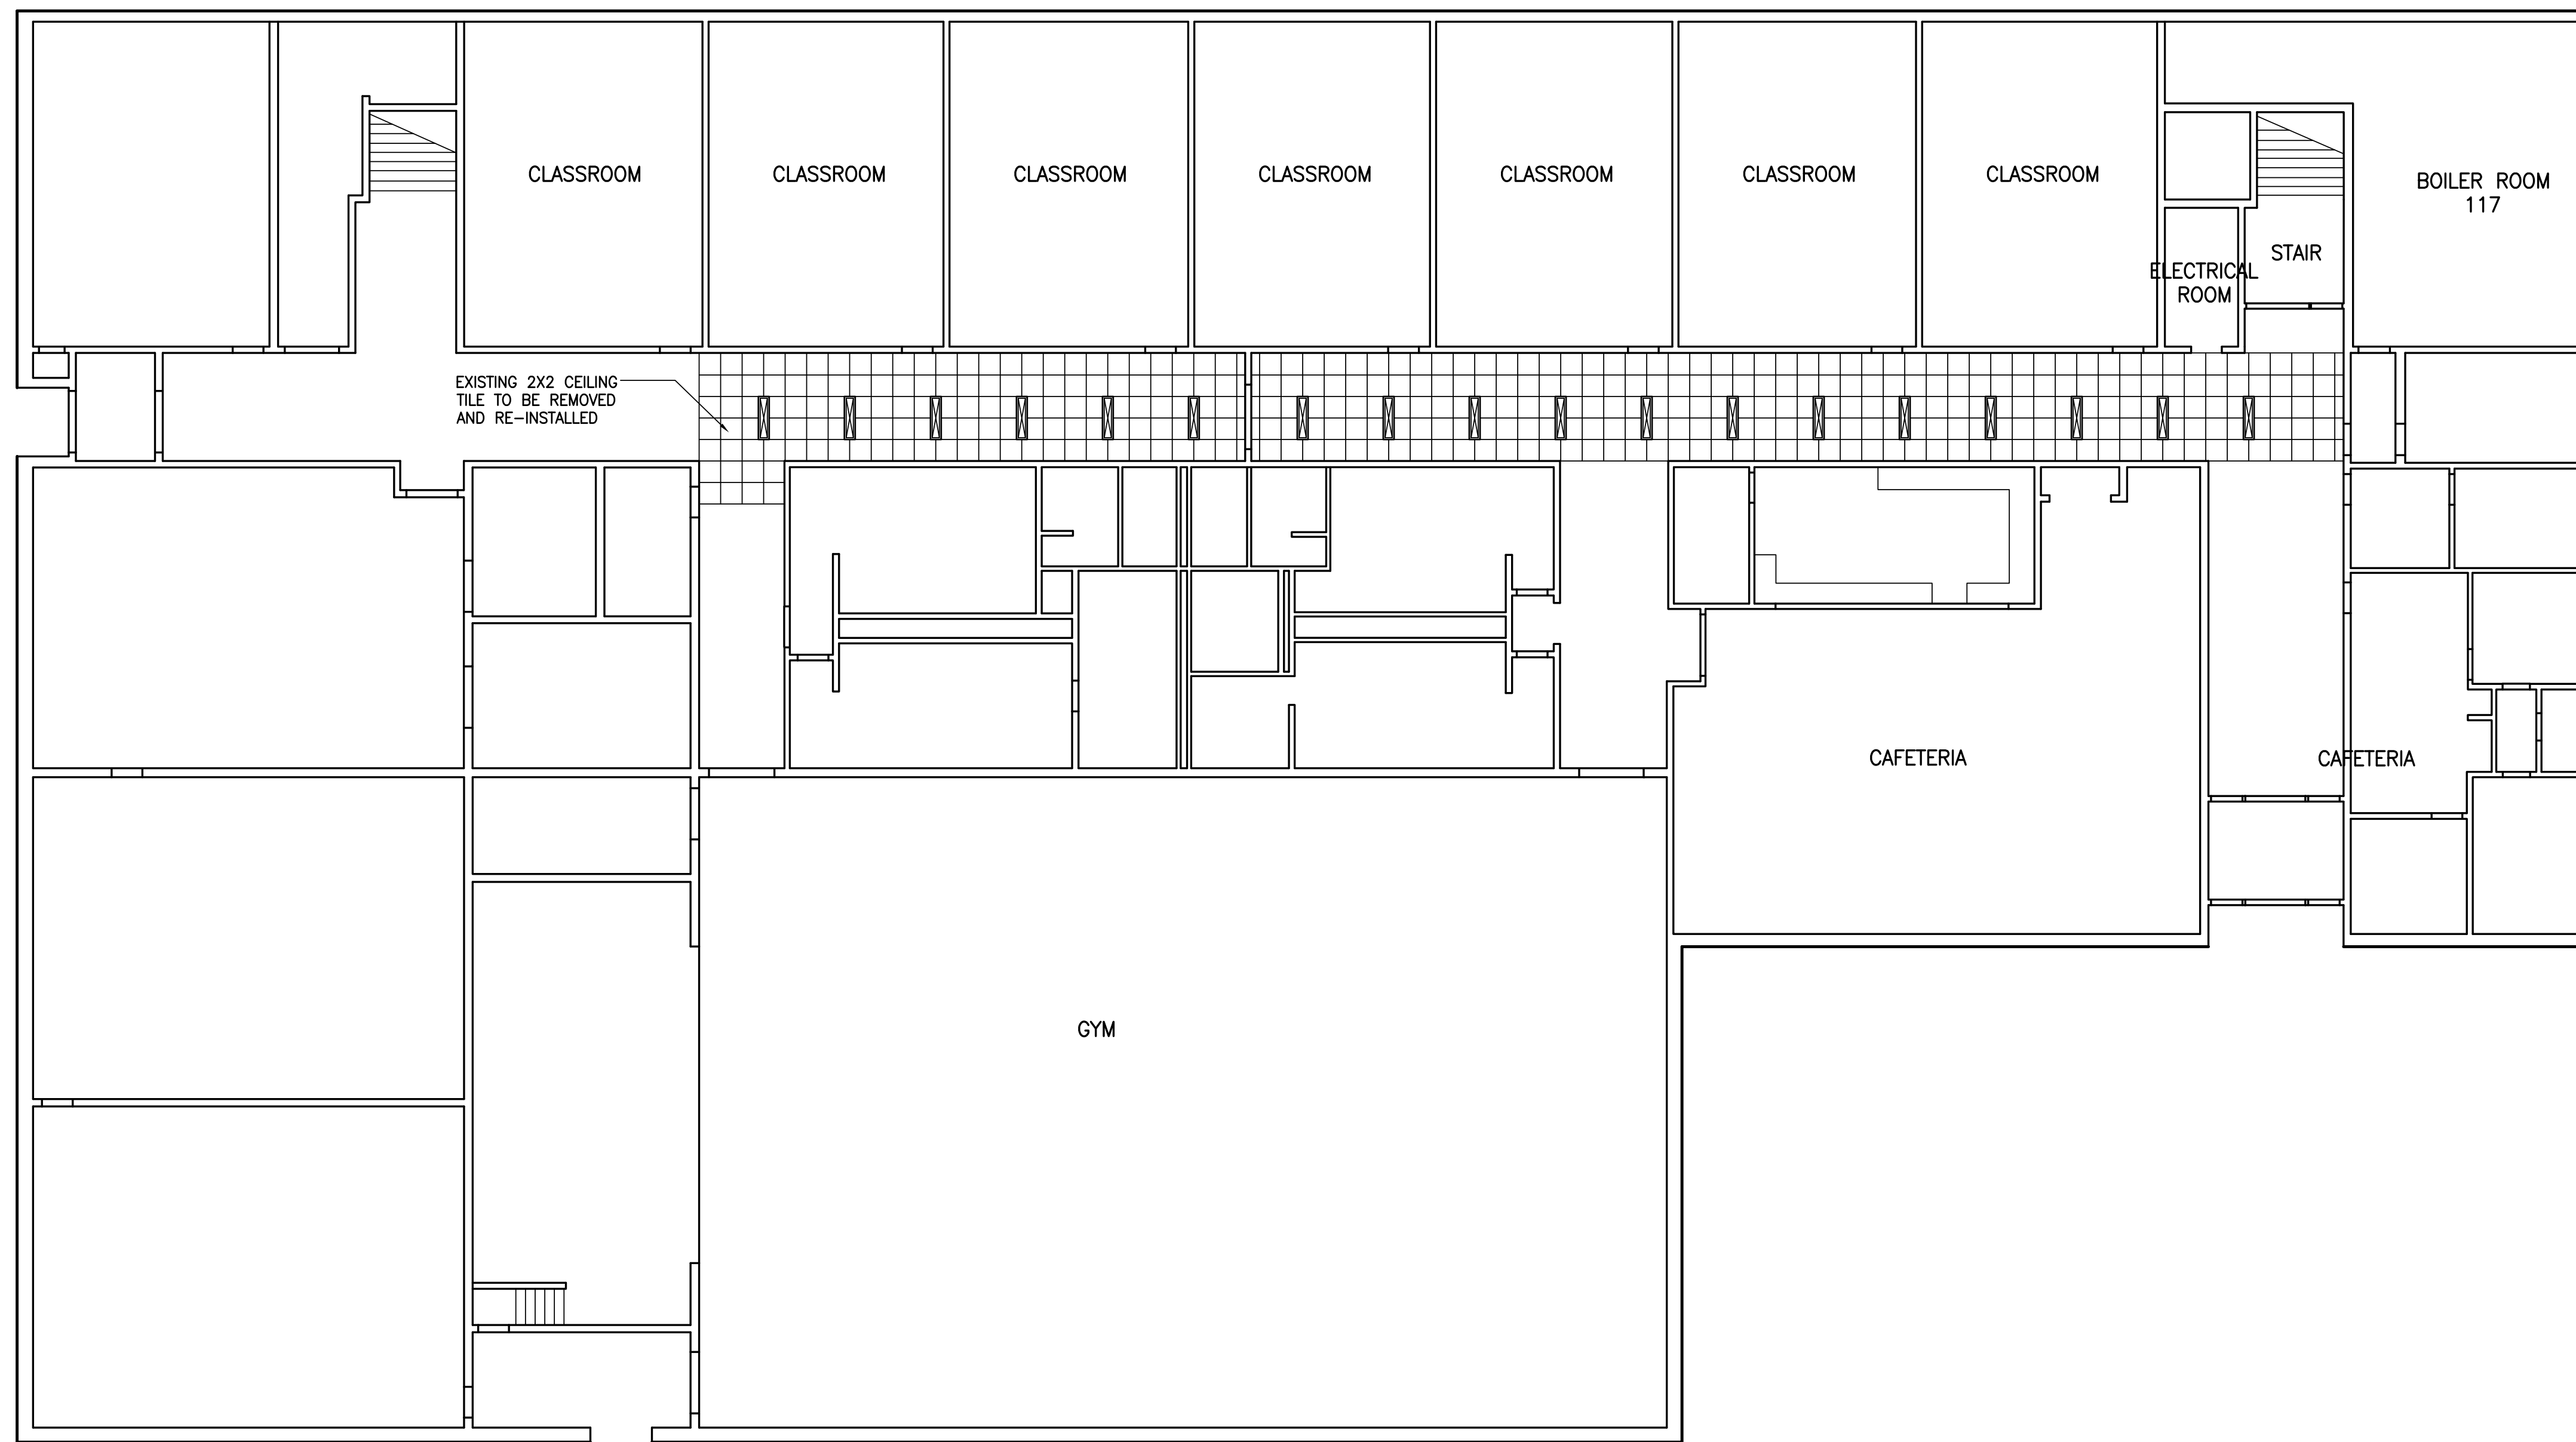 CLASSROOM
CLASSROOM
CLASSROOM
CLASSROOM
CLASSROOM
CLASSROOM
CLASSROOM
BOILER ROOM
117
STAIR
ELECTRICAL
ROOM
EXISTING 2X2 CEILING
TILE TO BE REMOVED
AND RE-INSTALLED
CAFETERIA
CAFETERIA
GYM